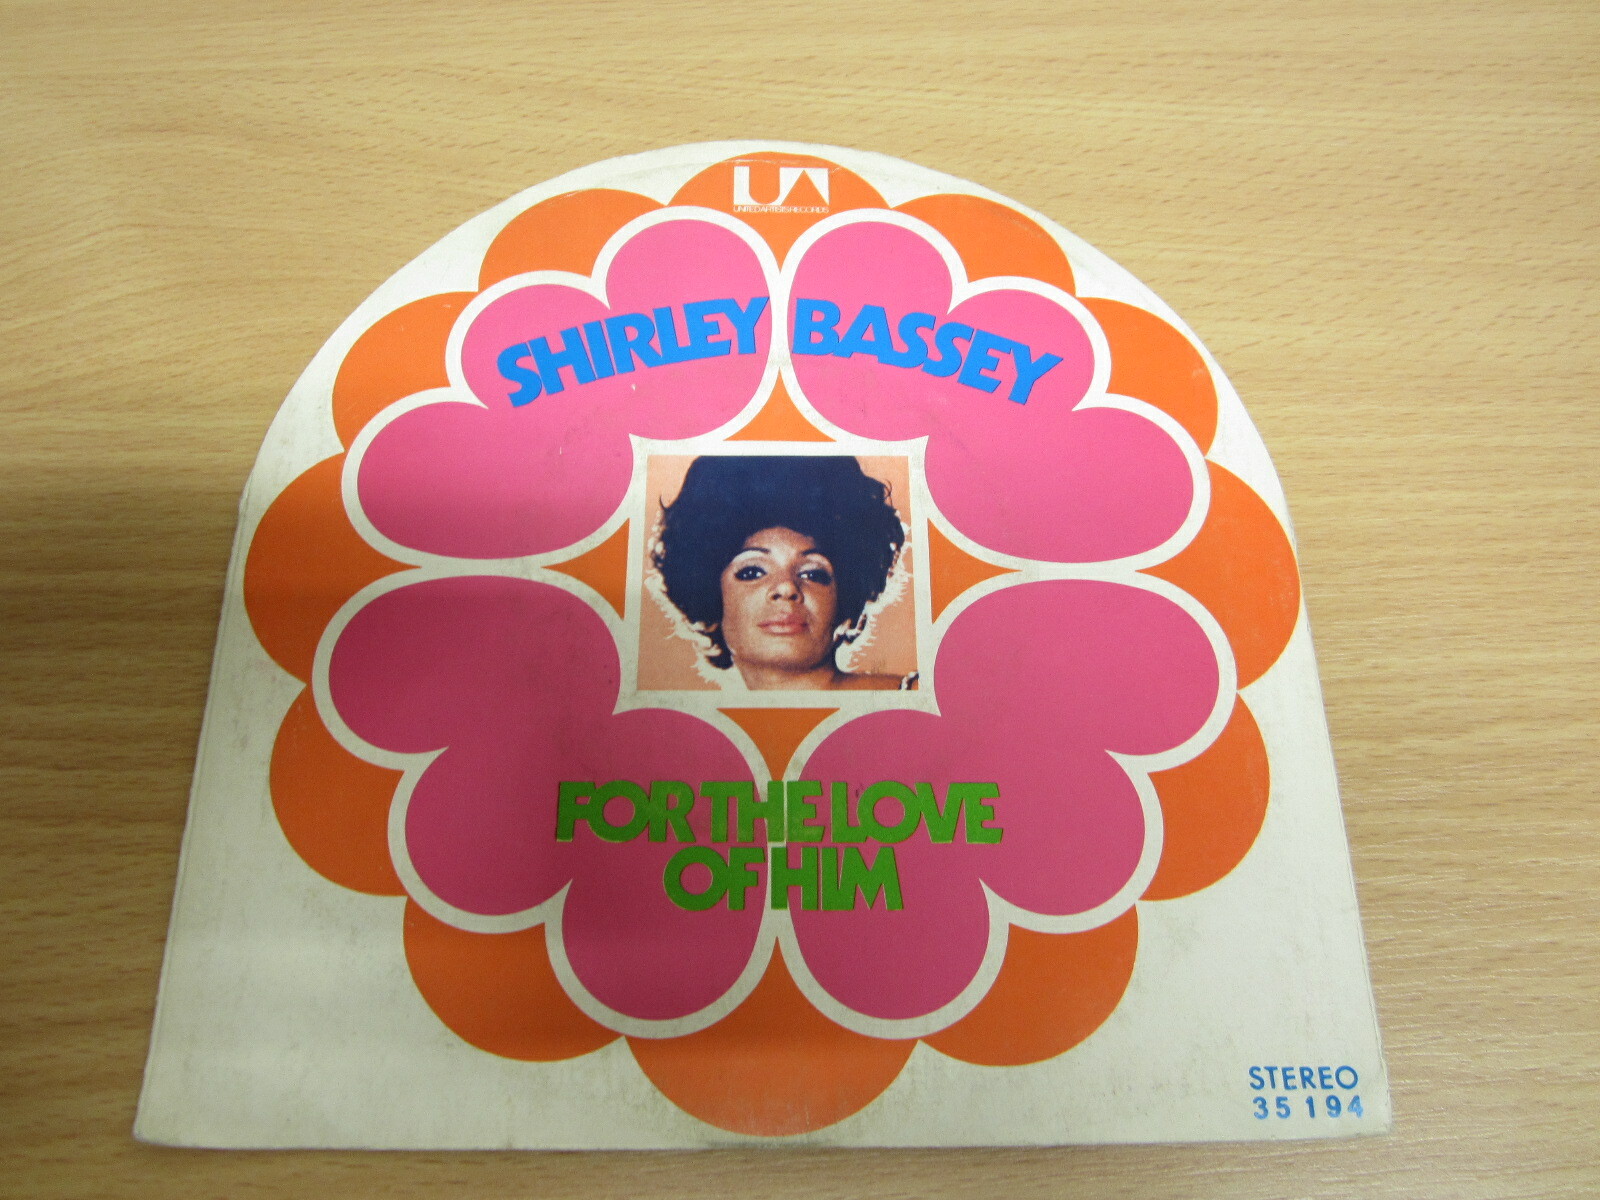 UA
UNITED ARTISTS RECORDS
SHIRLEY BASSEY
FOR THE LOVE
OF HIM
STEREO
35 194